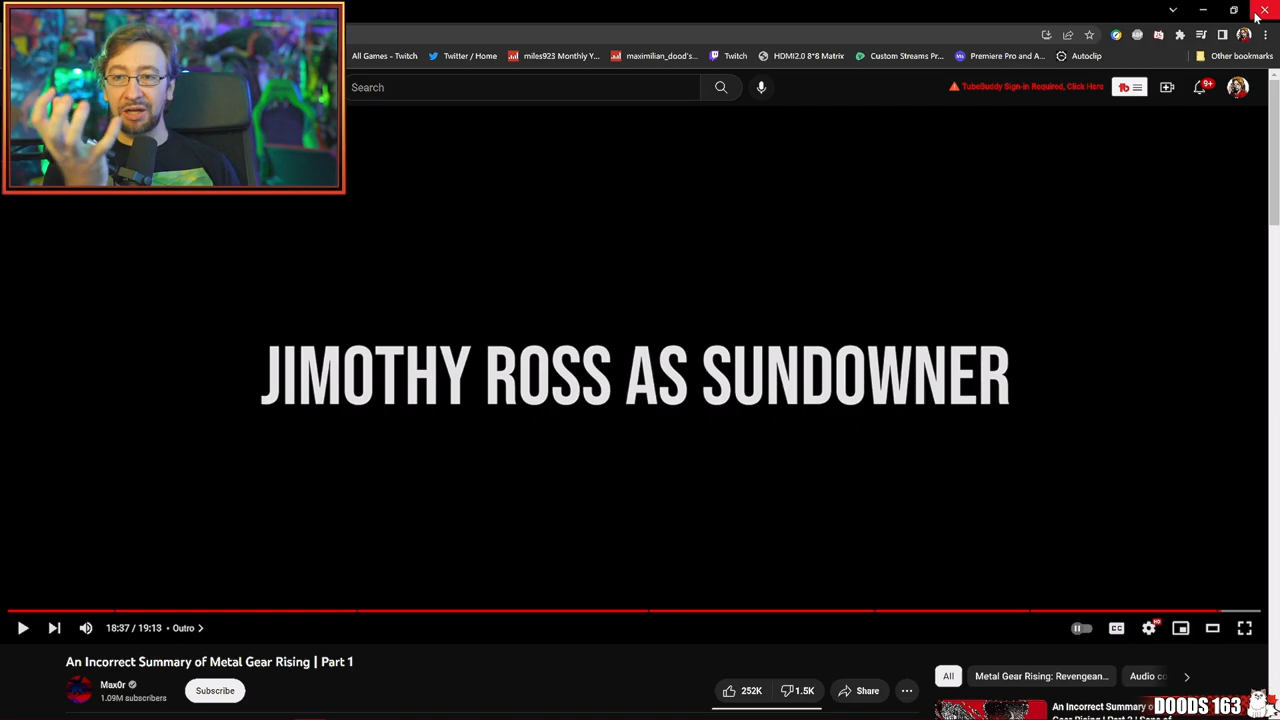 All Games - Twitch
Twitter / Home
miles923 Monthly Y...
maximilian_dood's...
Twitch
HDMI2.0 8*8 Matrix
Custom Streams Pr...
Premiere Pro and A...
Autoclip
Other bookmarks
Search
TubeBuddy Sign-in Required, Click Here
tb
9+
JIMOTHY ROSS AS SUNDOWNER
18:37 / 19:13 • Outro
CC
HD
An Incorrect Summary of Metal Gear Rising | Part 1
Max0r
1.09M subscribers
Subscribe
252K
1.5K
Share
All
Metal Gear Rising: Revengean...
Audio co
An Incorrect Summary o
DOODS 163